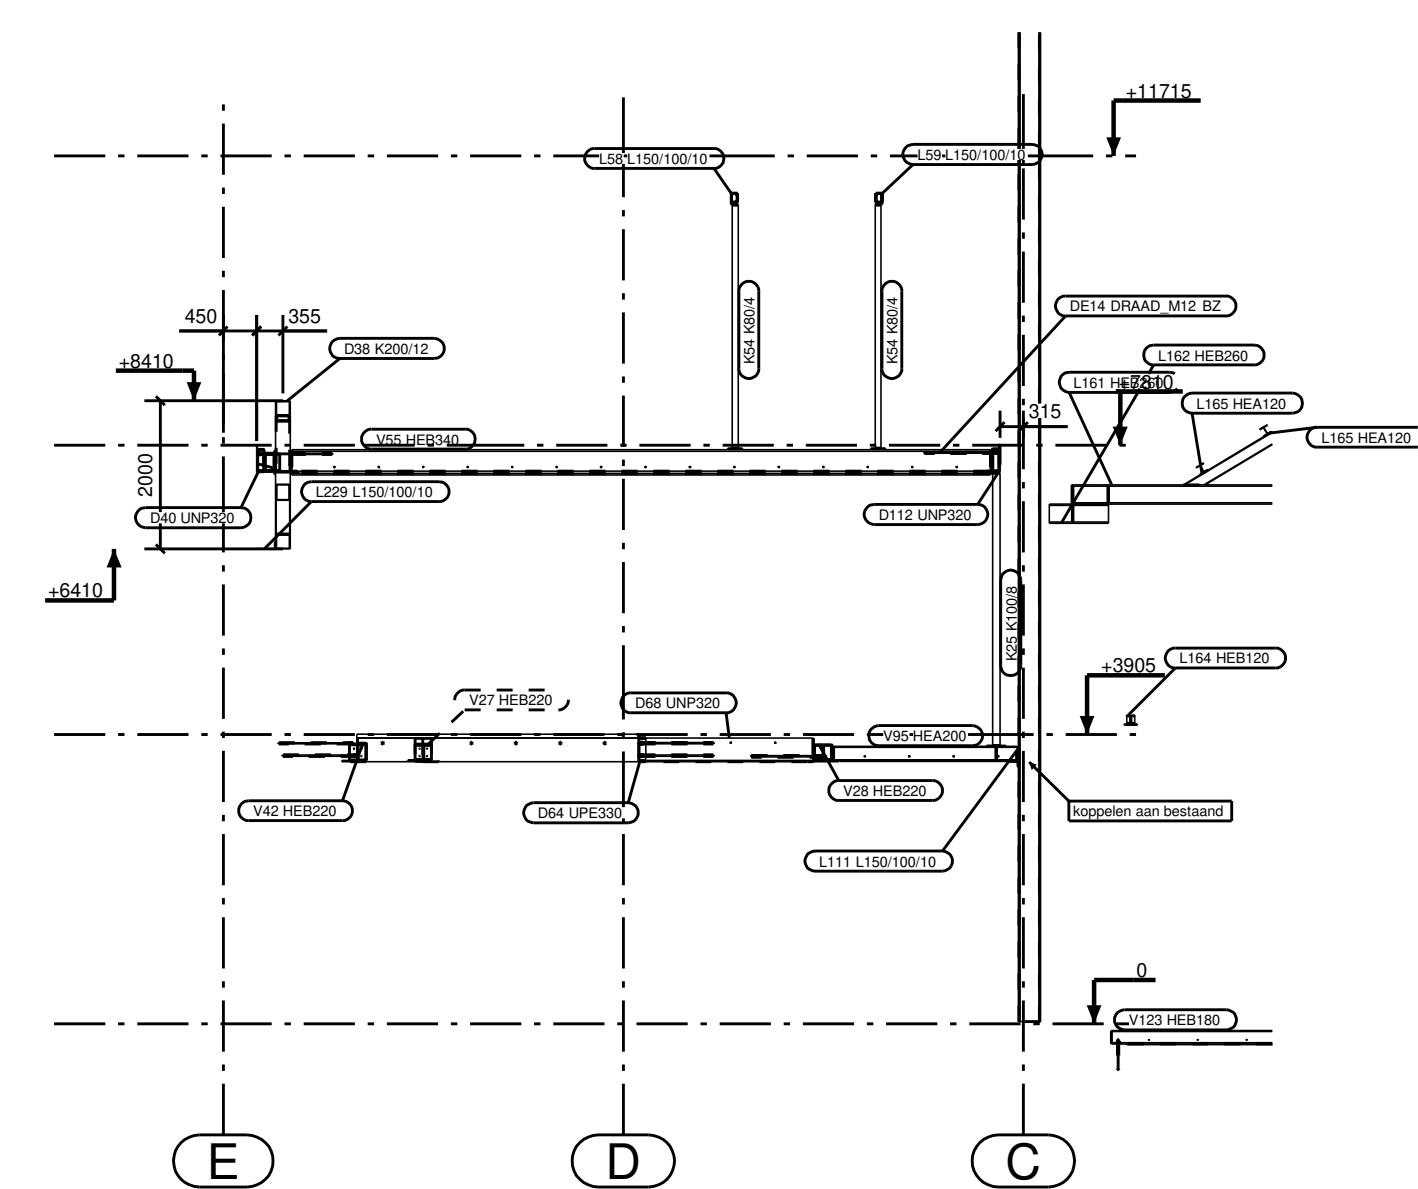 +11715
L58 L150/100/10
L59 L150/100/10
K54 K80/4
K54 K80/4
DE14 DRAAD_M12 BZ
450
355
D38 K200/12
L162 HEB260
+8410
L161 HEB260
+7810
L165 HEA120
315
L165 HEA120
V55 HEB340
2000
L229 L150/100/10
D40 UNP320
D112 UNP320
+6410
K25 K100/8
+3905
L164 HEB120
V27 HEB220
D68 UNP320
V95 HEA200
V42 HEB220
D64 UPE330
V28 HEB220
koppelen aan bestaand
L111 L150/100/10
0
V123 HEB180
E
D
C